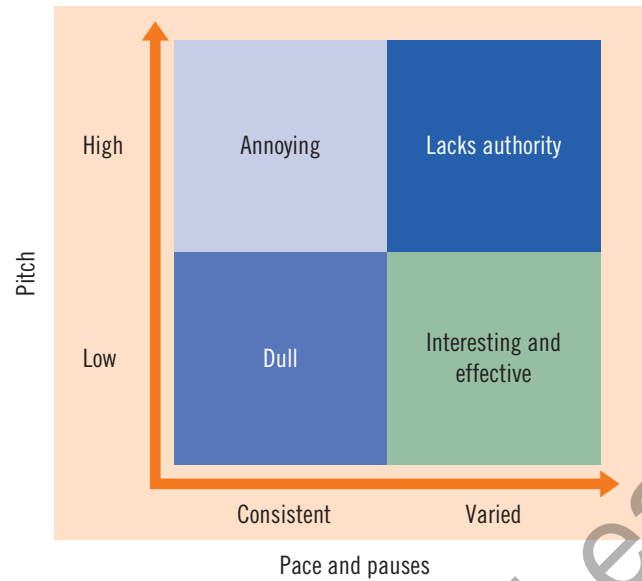 High
Annoying
Lacks authority
Pitch
Low
Dull
Interesting and
effective
Consistent
Varied
Pace and pauses